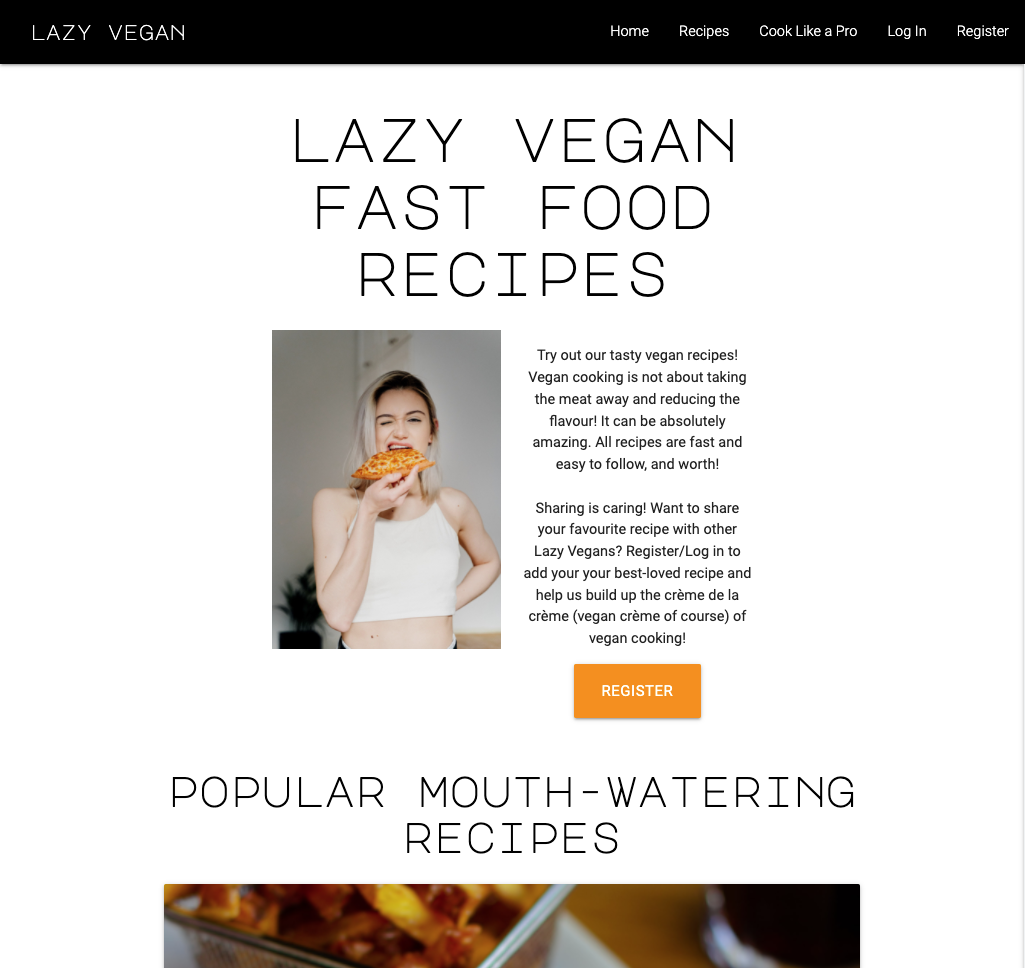 LAZY VEGAN
Home Recipes Cook Like a Pro Log In Register
LAZY VEGAN
FAST FOOD
RECIPES
Try out our tasty vegan recipes!
Vegan cooking is not about taking
the meat away and reducing the
flavour! It can be absolutely
amazing. All recipes are fast and
easy to follow, and worth!
Sharing is caring! Want to share
your favourite recipe with other
Lazy Vegans? Register/Log in to
add your your best-loved recipe and
help us build up the crème de la
crème (vegan crème of course) of
vegan cooking!
REGISTER
POPULAR MOUTH-WATERING
RECIPES